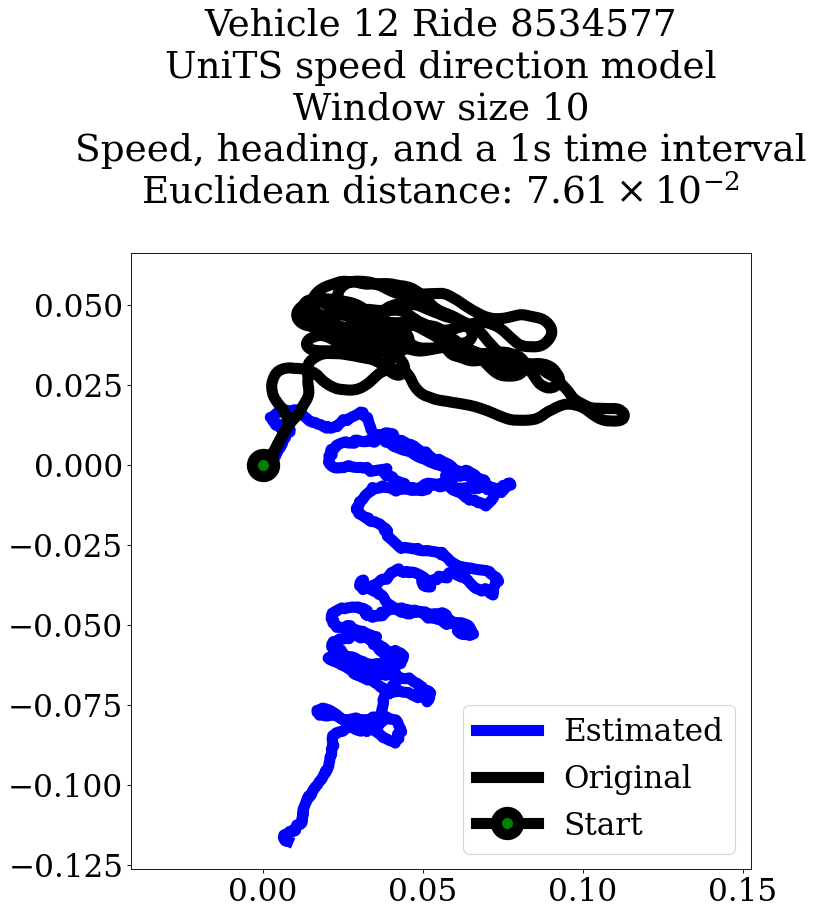 Vehicle 12 Ride 8534577
UniTS speed direction model
Window size 10
Speed, heading, and a 1s time interval
Euclidean distance: 7.61 × 10⁻²
0.050
0.025
0.000
−0.025
−0.050
−0.075
−0.100
−0.125
0.00 0.05 0.10 0.15
Estimated
Original
Start